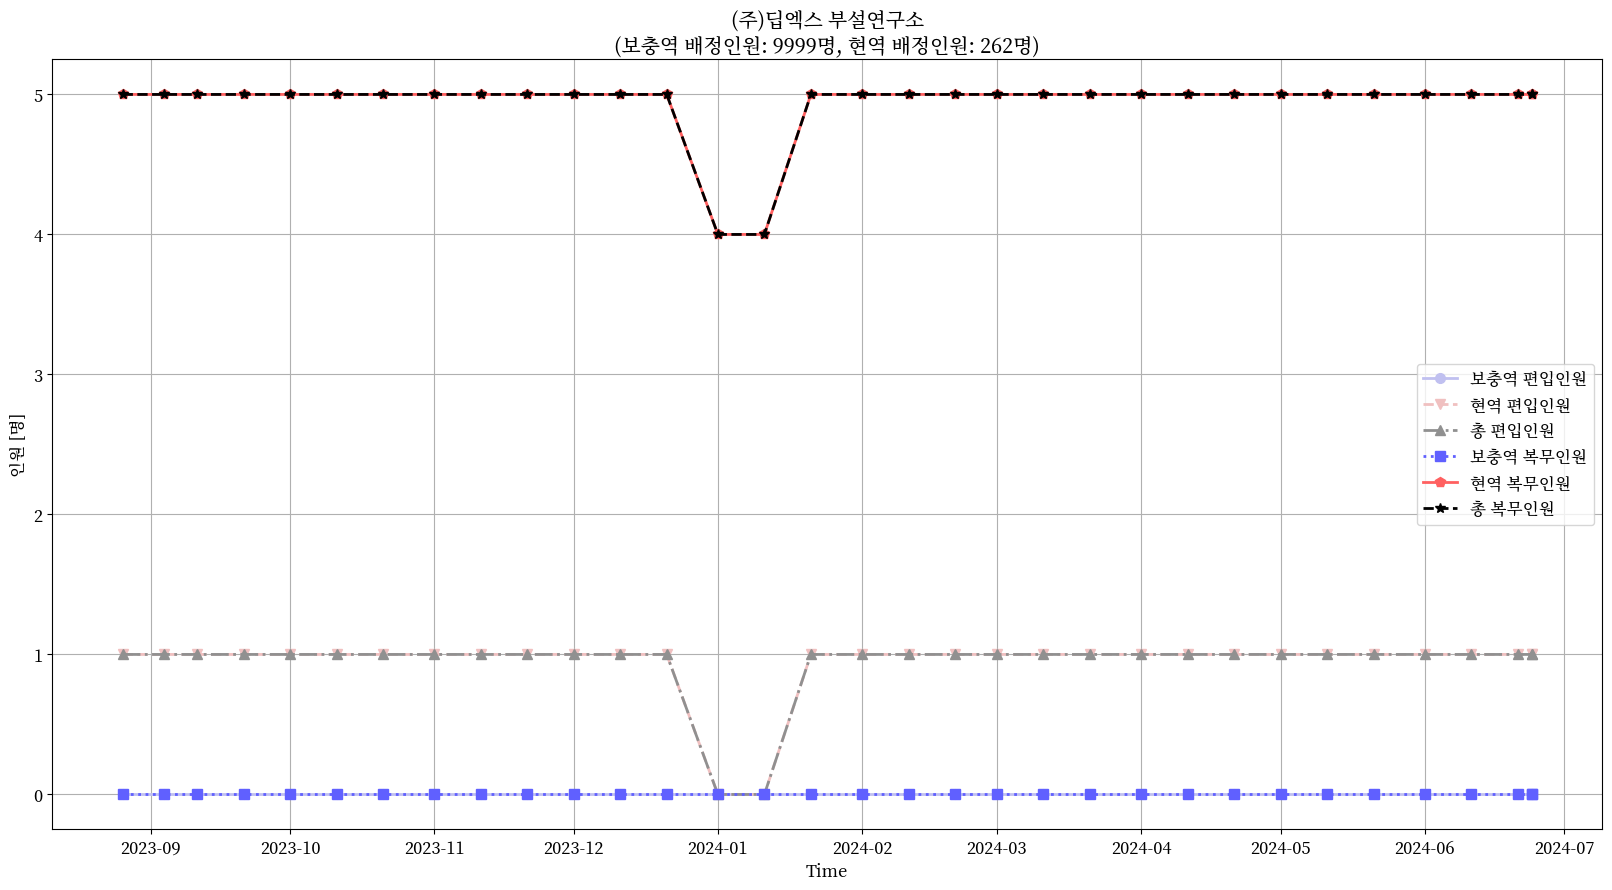 (주)딥엑스 부설연구소
(보충역 배정인원: 9999명, 현역 배정인원: 262명)
5
4
3
2
1
0
인원 [명]
보충역 편입인원
현역 편입인원
총 편입인원
보충역 복무인원
현역 복무인원
총 복무인원
2023-09 2023-10 2023-11 2023-12 2024-01 2024-02 2024-03 2024-04 2024-05 2024-06 2024-07
Time